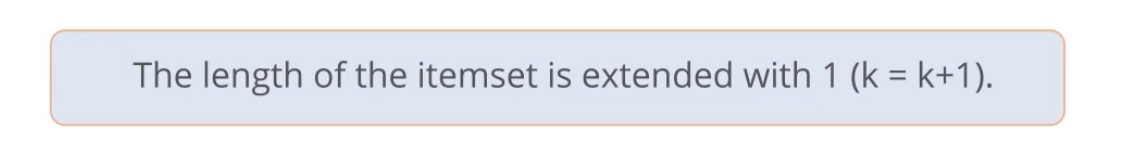 The length of the itemset is extended with 1 (k = k+1).